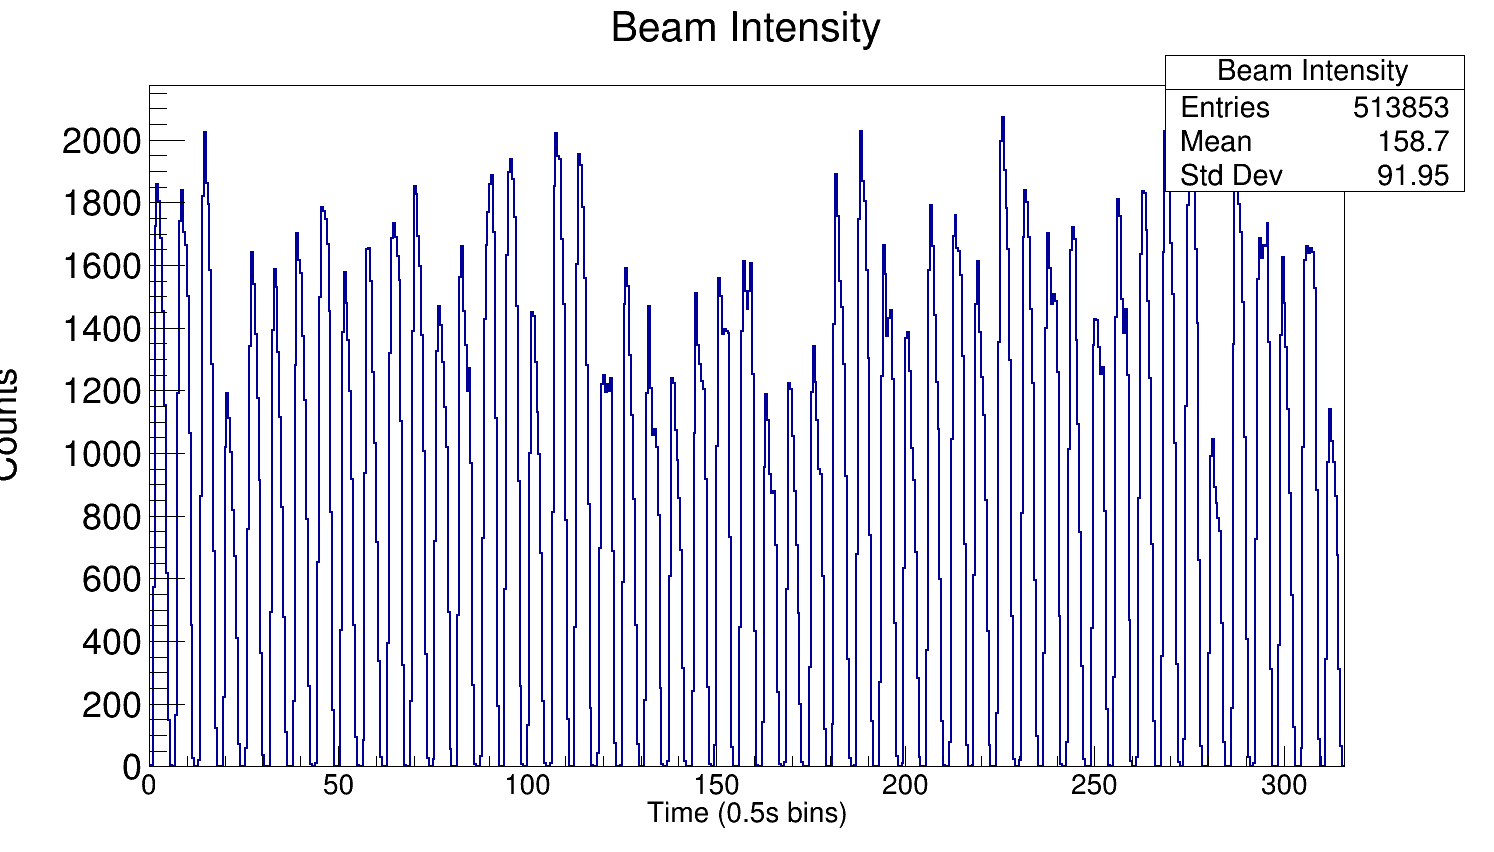 Beam Intensity
Beam Intensity
Entries 513853
Mean 158.7
Std Dev 91.95
Counts
2000
1800
1600
1400
1200
1000
800
600
400
200
0
0 50 100 150 200 250 300
Time (0.5s bins)